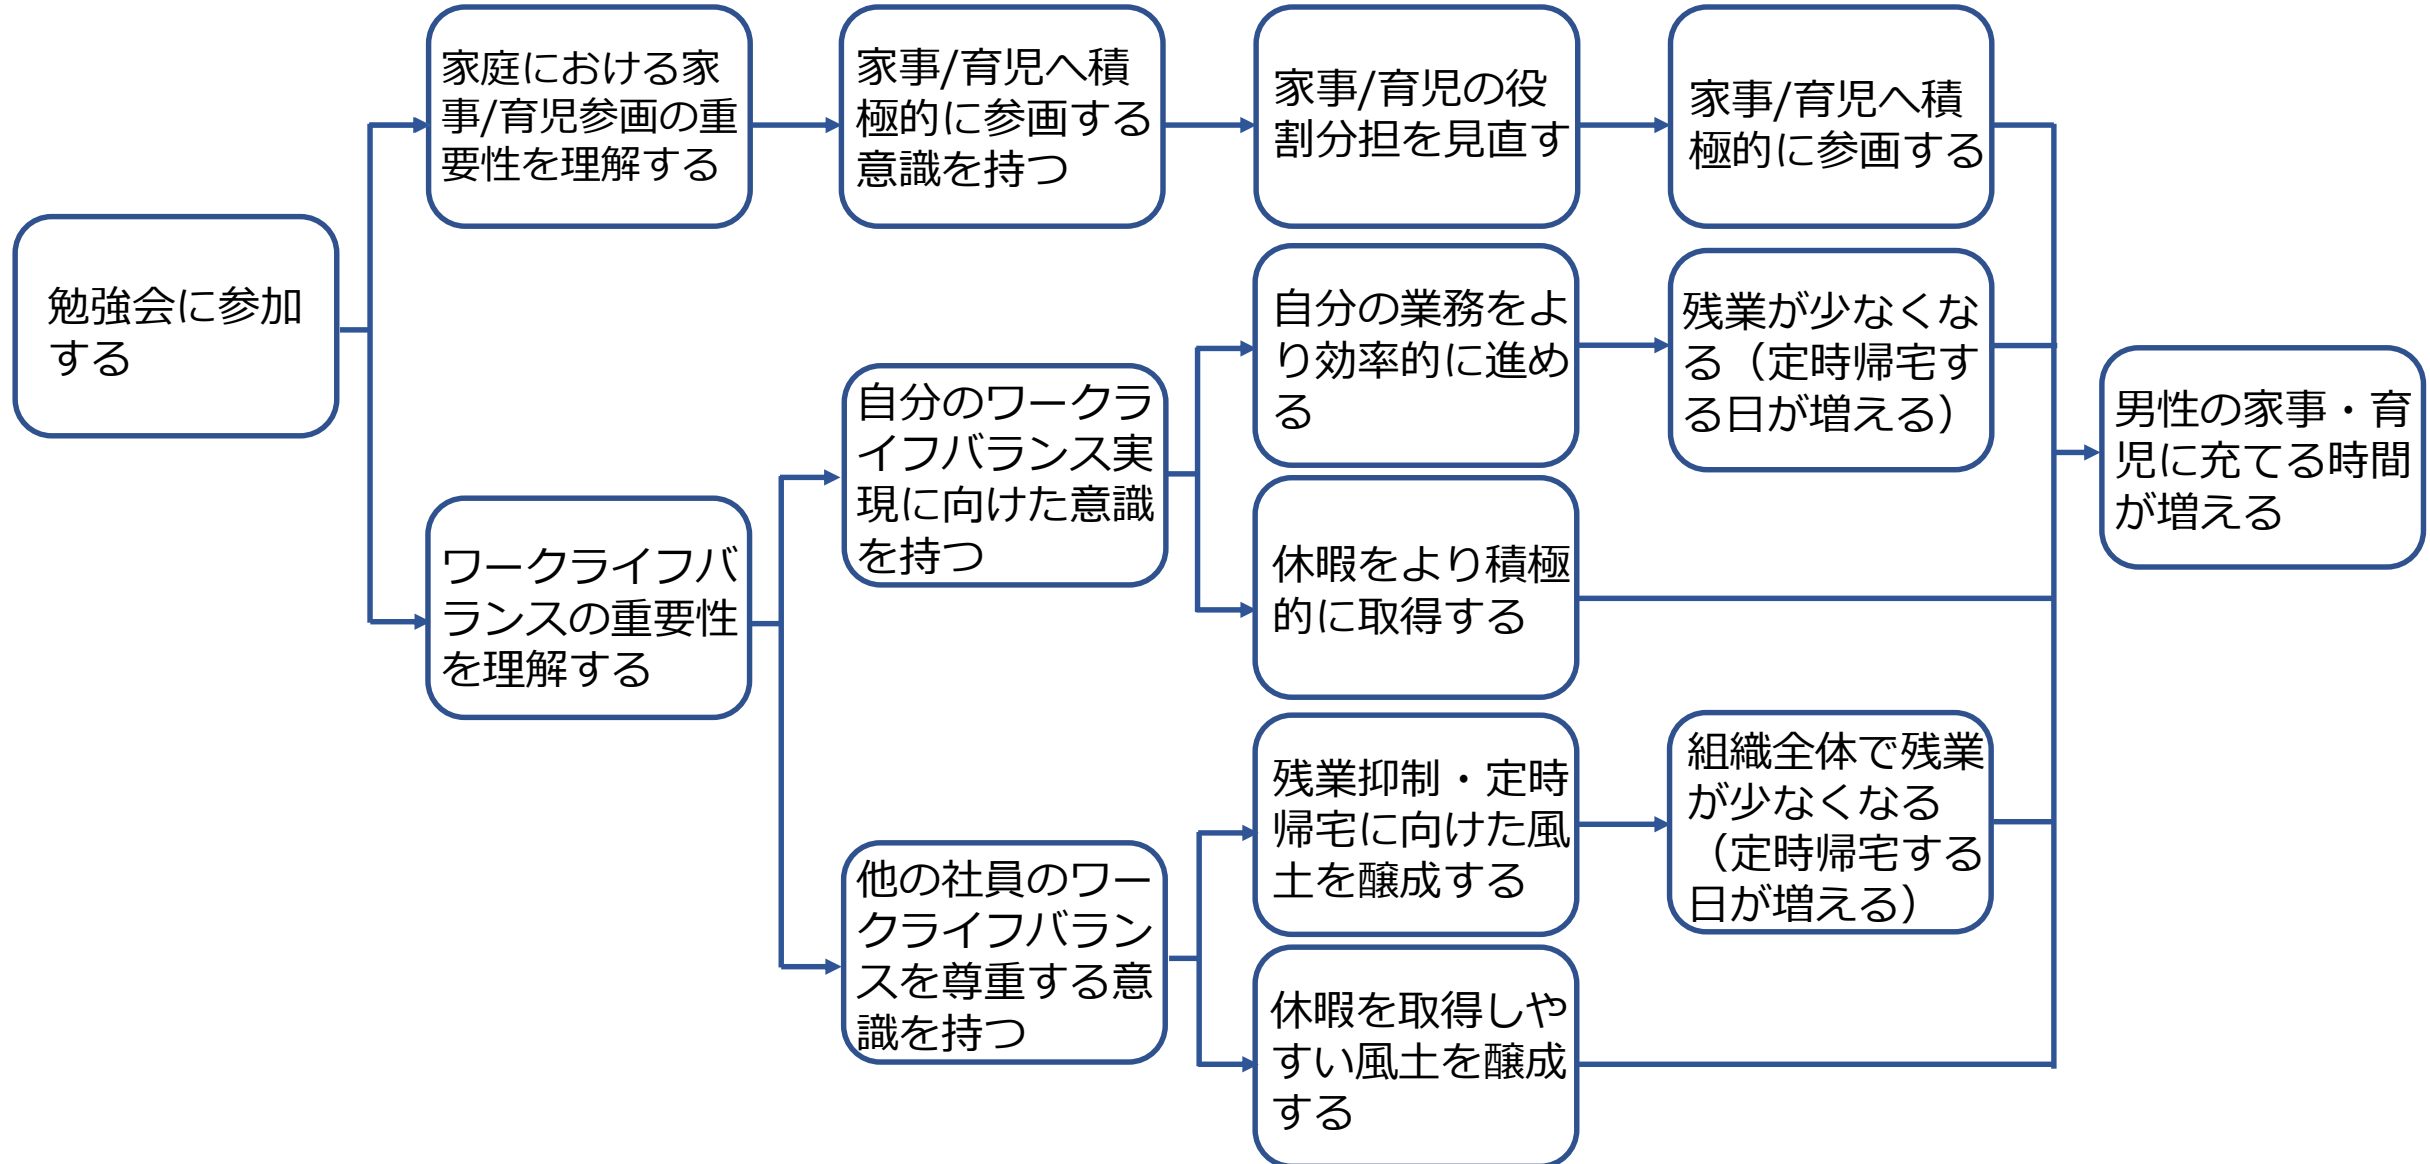 家庭における家
事/育児参画の重
要性を理解する
家事/育児へ積
極的に参画する
意識を持つ
家事/育児の役
割分担を見直す
家事/育児へ積
極的に参画する
勉強会に参加
する
自分の業務をよ
り効率的に進め
る
残業が少なくな
る（定時帰宅す
る日が増える）
自分のワークラ
イフバランス実
現に向けた意識
を持つ
男性の家事・育
児に充てる時間
が増える
ワークライフバ
ランスの重要性
を理解する
休暇をより積極
的に取得する
残業抑制・定時
帰宅に向けた風
土を醸成する
組織全体で残業
が少なくなる
（定時帰宅する
日が増える）
他の社員のワー
クライフバラン
スを尊重する意
識を持つ
休暇を取得しや
すい風土を醸成
する